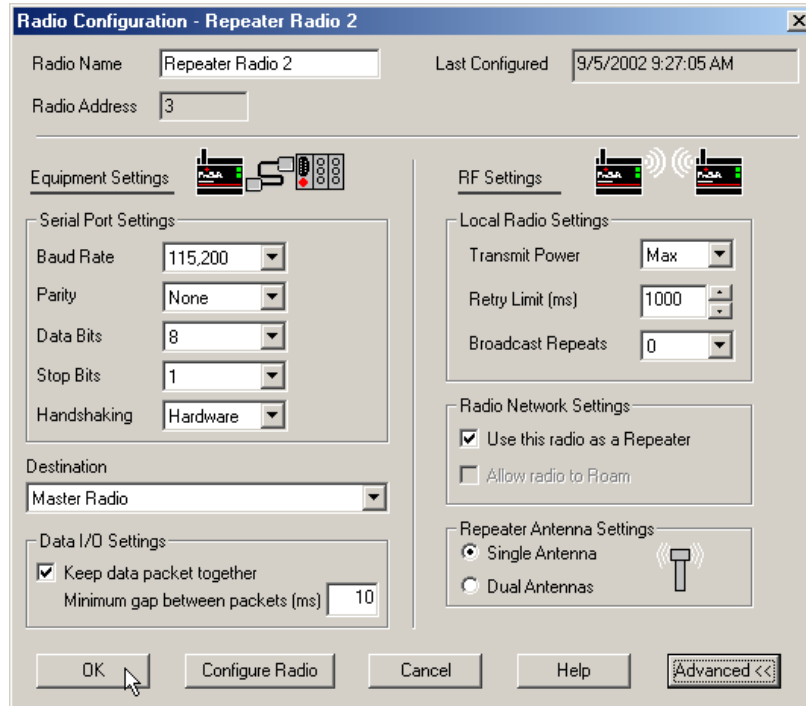 Radio Configuration - Repeater Radio 2
Radio Name Repeater Radio 2 Last Configured 9/5/2002 9:27:05 AM
Radio Address 3
Equipment Settings
Serial Port Settings
Baud Rate 115,200
Parity None
Data Bits 8
Stop Bits 1
Handshaking Hardware
Destination
Master Radio
Data I/O Settings
Keep data packet together
Minimum gap between packets (ms) 10
RF Settings
Local Radio Settings
Transmit Power Max
Retry Limit (ms) 1000
Broadcast Repeats 0
Radio Network Settings
Use this radio as a Repeater
Allow radio to Roam
Repeater Antenna Settings
Single Antenna
Dual Antennas
OK Configure Radio Cancel Help Advanced <<